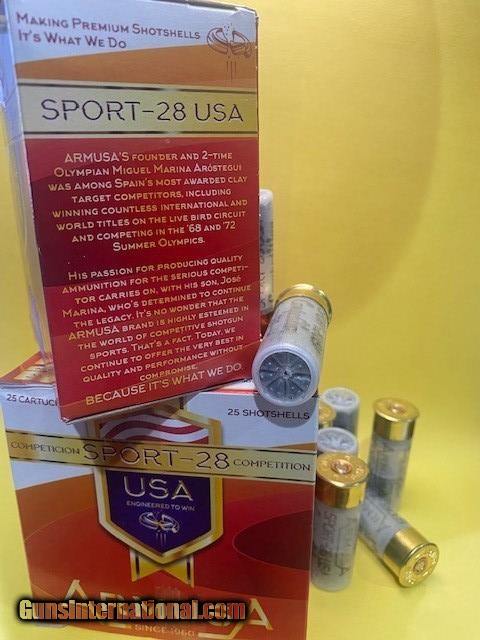 MAKING PREMIUM SHOTSHELLS
IT'S WHAT WE DO
SPORT-28 USA
ARMUSA'S FOUNDER AND 2-TIME
OLYMPIAN MIGUEL MARINA ARÓSTEGUI
WAS AMONG SPAIN'S MOST AWARDED CLAY
TARGET COMPETITORS, INCLUDING
WINNING COUNTLESS INTERNATIONAL AND
WORLD TITLES ON THE LIVE BIRD CIRCUIT
AND COMPETING IN THE '68 AND '72
SUMMER OLYMPICS.
HIS PASSION FOR PRODUCING QUALITY
AMMUNITION FOR THE SERIOUS COMPETI-
TOR CARRIES ON, WITH HIS SON, JOSÉ
MARINA, WHO'S DETERMINED TO CONTINUE
THE LEGACY. IT'S NO WONDER THAT THE
ARMUSA BRAND IS HIGHLY ESTEEMED IN
THE WORLD OF COMPETITIVE SHOTGUN
SPORTS. THAT'S A FACT. TODAY, WE
CONTINUE TO OFFER THE VERY BEST IN
QUALITY AND PERFORMANCE WITHOUT
COMPROMISE.
BECAUSE IT'S WHAT WE DO.
25 CARTUC
25 SHOTSHELLS
COMPETICION SPORT-28 COMPETITION
USA
ENGINEERED TO WIN
SINCE 1960
GunsInternational.com